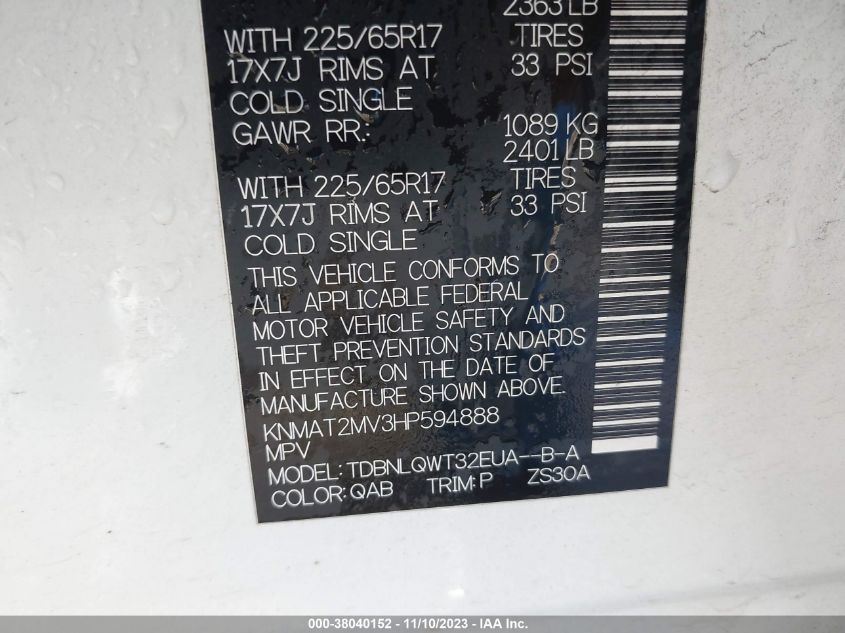 2363 LB
WITH 225/65R17 TIRES
17X7J RIMS AT 33 PSI
COLD SINGLE
GAWR RR.: 1089 KG
2401 LB
WITH 225/65R17 TIRES
17X7J RIMS AT 33 PSI
COLD SINGLE
THIS VEHICLE CONFORMS TO
ALL APPLICABLE FEDERAL
MOTOR VEHICLE SAFETY AND
THEFT PREVENTION STANDARDS
IN EFFECT ON THE DATE OF
MANUFACTURE SHOWN ABOVE.
KNMAT2MV3HP594888
MPV
MODEL: TDBNLQWT32EUA--B-A
COLOR: QAB TRIM: P ZS30A
000-38040152 - 11/10/2023 - IAA Inc.